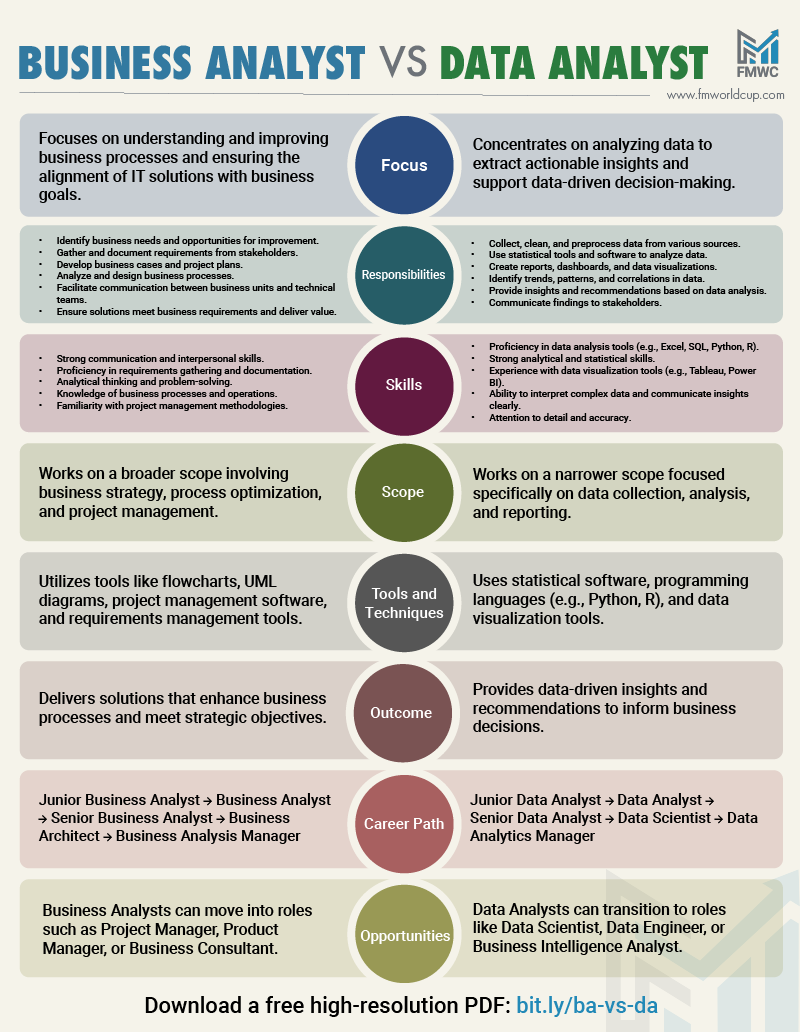 BUSINESS ANALYST VS DATA ANALYST
FMWC
www.fmworldcup.com
Focuses on understanding and improving
business processes and ensuring the
alignment of IT solutions with business
goals.
Focus
Concentrates on analyzing data to
extract actionable insights and
support data-driven decision-making.
• Identify business needs and opportunities for improvement.
• Gather and document requirements from stakeholders.
• Develop business cases and project plans.
• Analyze and design business processes.
• Facilitate communication between business units and technical
teams.
• Ensure solutions meet business requirements and deliver value.
Responsibilities
• Collect, clean, and preprocess data from various sources.
• Use statistical tools and software to analyze data.
• Create reports, dashboards, and data visualizations.
• Identify trends, patterns, and correlations in data.
• Provide insights and recommendations based on data analysis.
• Communicate findings to stakeholders.
• Strong communication and interpersonal skills.
• Proficiency in requirements gathering and documentation.
• Analytical thinking and problem-solving.
• Knowledge of business processes and operations.
• Familiarity with project management methodologies.
Skills
• Proficiency in data analysis tools (e.g., Excel, SQL, Python, R).
• Strong analytical and statistical skills.
• Experience with data visualization tools (e.g., Tableau, Power
BI).
• Ability to interpret complex data and communicate insights
clearly.
• Attention to detail and accuracy.
Works on a broader scope involving
business strategy, process optimization,
and project management.
Scope
Works on a narrower scope focused
specifically on data collection, analysis,
and reporting.
Utilizes tools like flowcharts, UML
diagrams, project management software,
and requirements management tools.
Tools and
Techniques
Uses statistical software, programming
languages (e.g., Python, R), and data
visualization tools.
Delivers solutions that enhance business
processes and meet strategic objectives.
Outcome
Provides data-driven insights and
recommendations to inform business
decisions.
Junior Business Analyst → Business Analyst
→ Senior Business Analyst → Business
Architect → Business Analysis Manager
Career Path
Junior Data Analyst → Data Analyst →
Senior Data Analyst → Data Scientist → Data
Analytics Manager
Business Analysts can move into roles
such as Project Manager, Product
Manager, or Business Consultant.
Opportunities
Data Analysts can transition to roles
like Data Scientist, Data Engineer, or
Business Intelligence Analyst.
Download a free high-resolution PDF: bit.ly/ba-vs-da